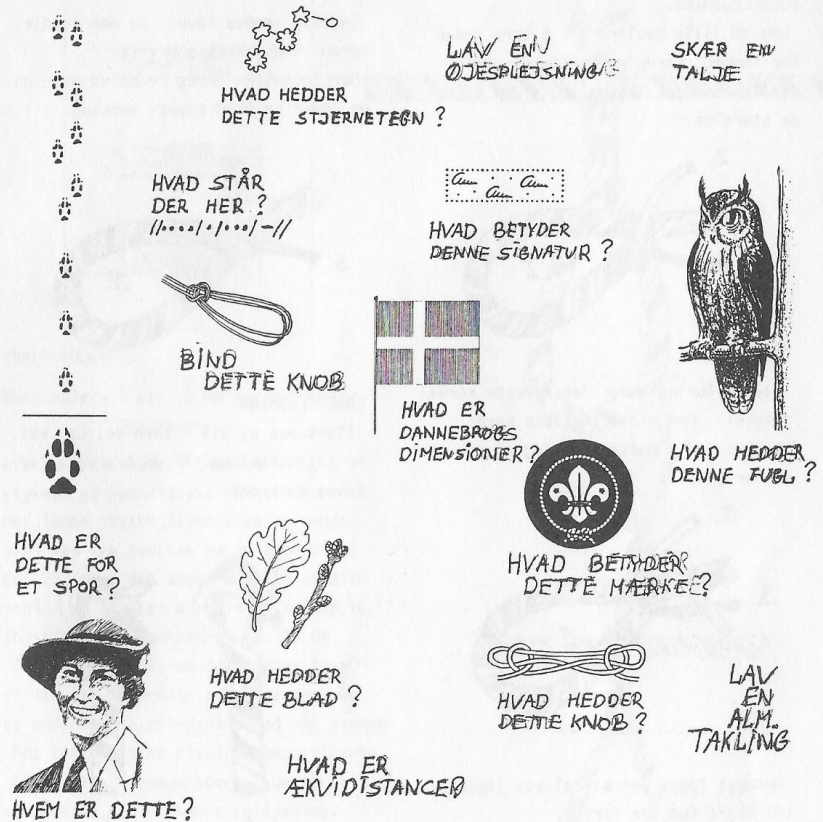 HVAD HEDDER
DETTE STJERNETEGN ?
LAV EN
ØJESPLEJSNING
SKÆR EN
TALJE
HVAD STÅR
DER HER ?
//••••/•/•••/–//
HVAD BETYDER
DENNE SIGNATUR ?
BIND
DETTE KNOB
HVAD ER
DANNEBROGS
DIMENSIONER ?
HVAD HEDDER
DENNE FUGL ?
HVAD ER
DETTE FOR
ET SPOR ?
HVAD BETYDER
DETTE MÆRKE ?
HVAD HEDDER
DETTE BLAD ?
HVAD HEDDER
DETTE KNOB ?
LAV
EN
ALM.
TAKLING
HVAD ER
ÆKVIDISTANCE?
HVEM ER DETTE ?